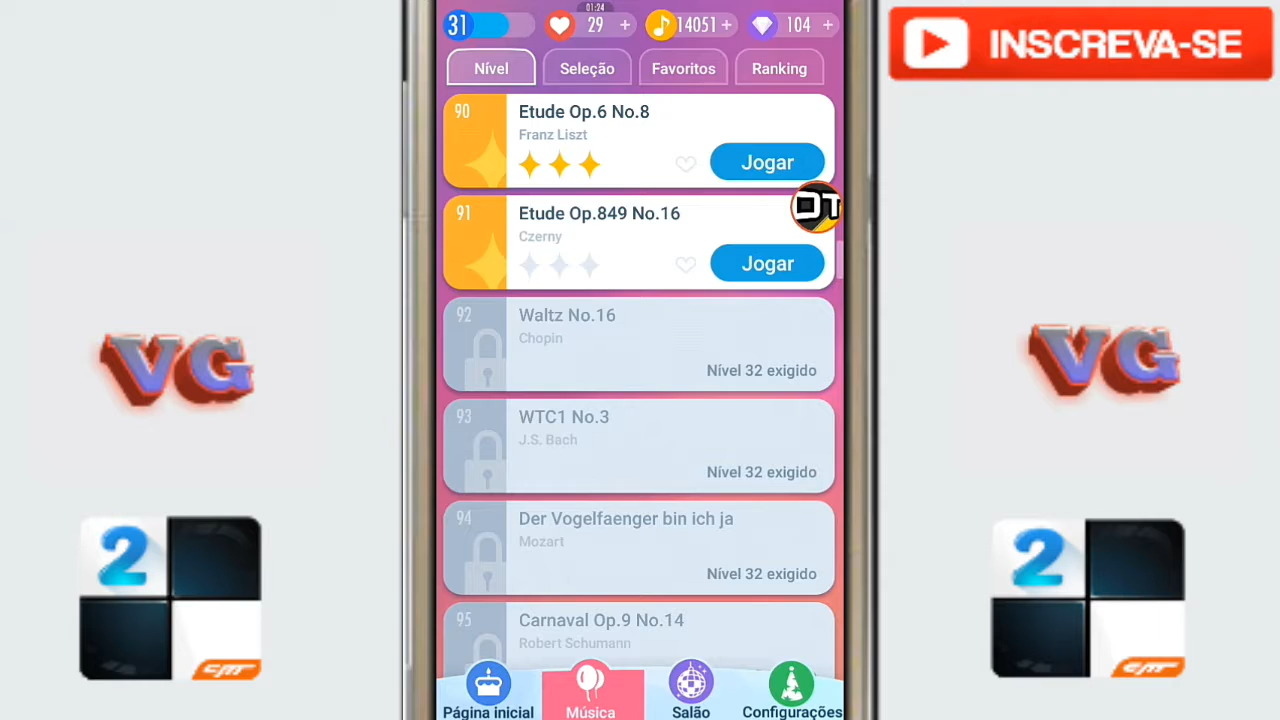 01:24
31 29 + 14051 + 104 +
INSCREVA-SE
Nível Seleção Favoritos Ranking
90 Etude Op.6 No.8
Franz Liszt
Jogar
DT
91 Etude Op.849 No.16
Czerny
Jogar
92 Waltz No.16
Chopin
Nível 32 exigido
VG
VG
93 WTC1 No.3
J.S. Bach
Nível 32 exigido
94 Der Vogelfaenger bin ich ja
Mozart
Nível 32 exigido
2
2
95 Carnaval Op.9 No.14
Robert Schumann
CMT
CMT
Página inicial Música Salão Configurações